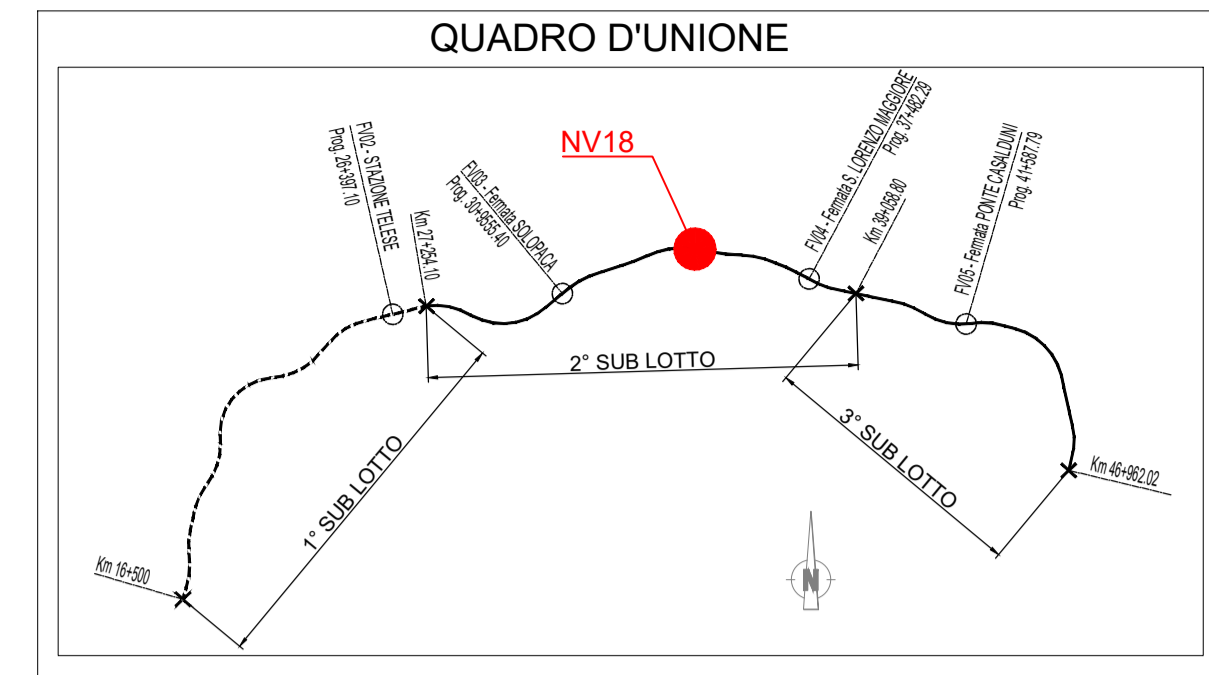 QUADRO D'UNIONE
FV02 - STAZIONE TELESE
Prog. 26+397.10
Km 27+254.10
FV03 - Fermata SOLOPACA
Prog. 30+9555.40
NV18
FV04 - Fermata S. LORENZO MAGGIORE
Prog. 37+482.29
Km 39+058.80
FV05 - Fermata PONTE CASALDUNI
Prog. 41+587.79
2° SUB LOTTO
1° SUB LOTTO
3° SUB LOTTO
Km 46+962.02
Km 16+500
N